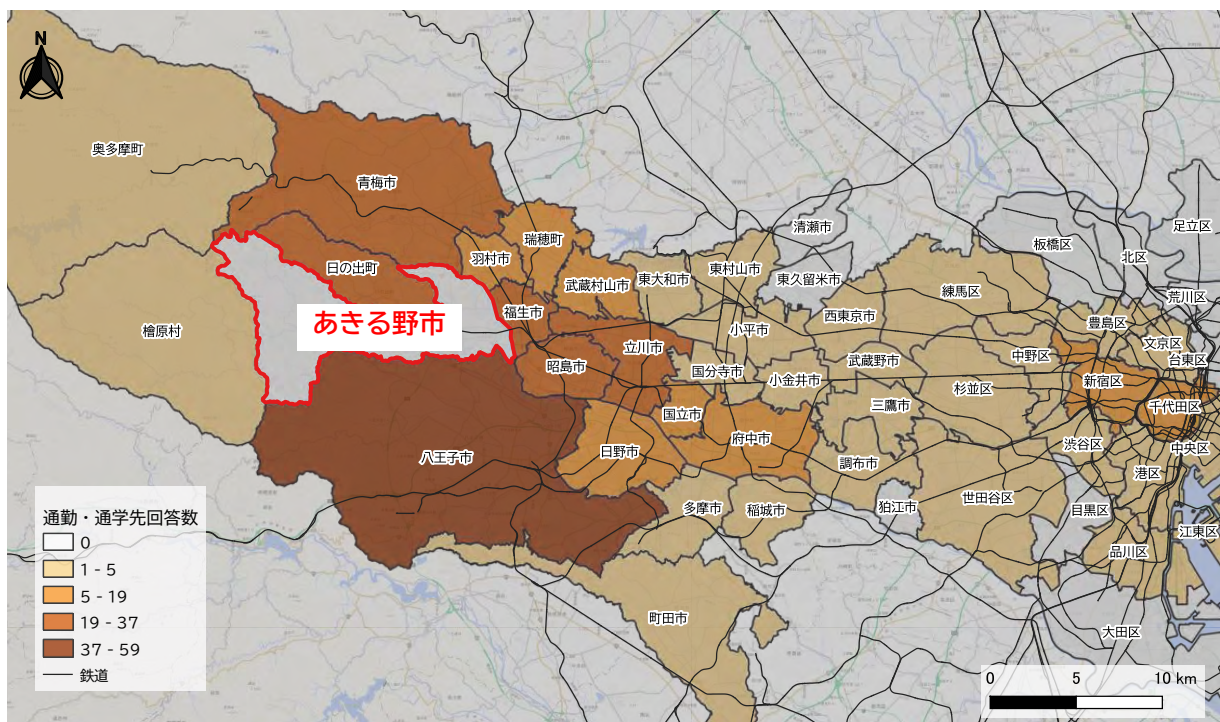 N
奥多摩町
青梅市
清瀬市
足立区
瑞穂町
板橋区
北区
羽村市
日の出町
東村山市
東大和市
東久留米市
武蔵村山市
練馬区
荒川区
福生市
あきる野市
西東京市
豊島区
檜原村
小平市
文京区
立川市
中野区
武蔵野市
台東区
昭島市
国分寺市
小金井市
杉並区
新宿区
三鷹市
千代田区
国立市
府中市
渋谷区
中央区
日野市
八王子市
調布市
港区
多摩市
稲城市
狛江市
世田谷区
目黒区
江東区
品川区
町田市
大田区
通勤・通学先回答数
0
1 - 5
5 - 19
19 - 37
37 - 59
鉄道
0 5 10 km